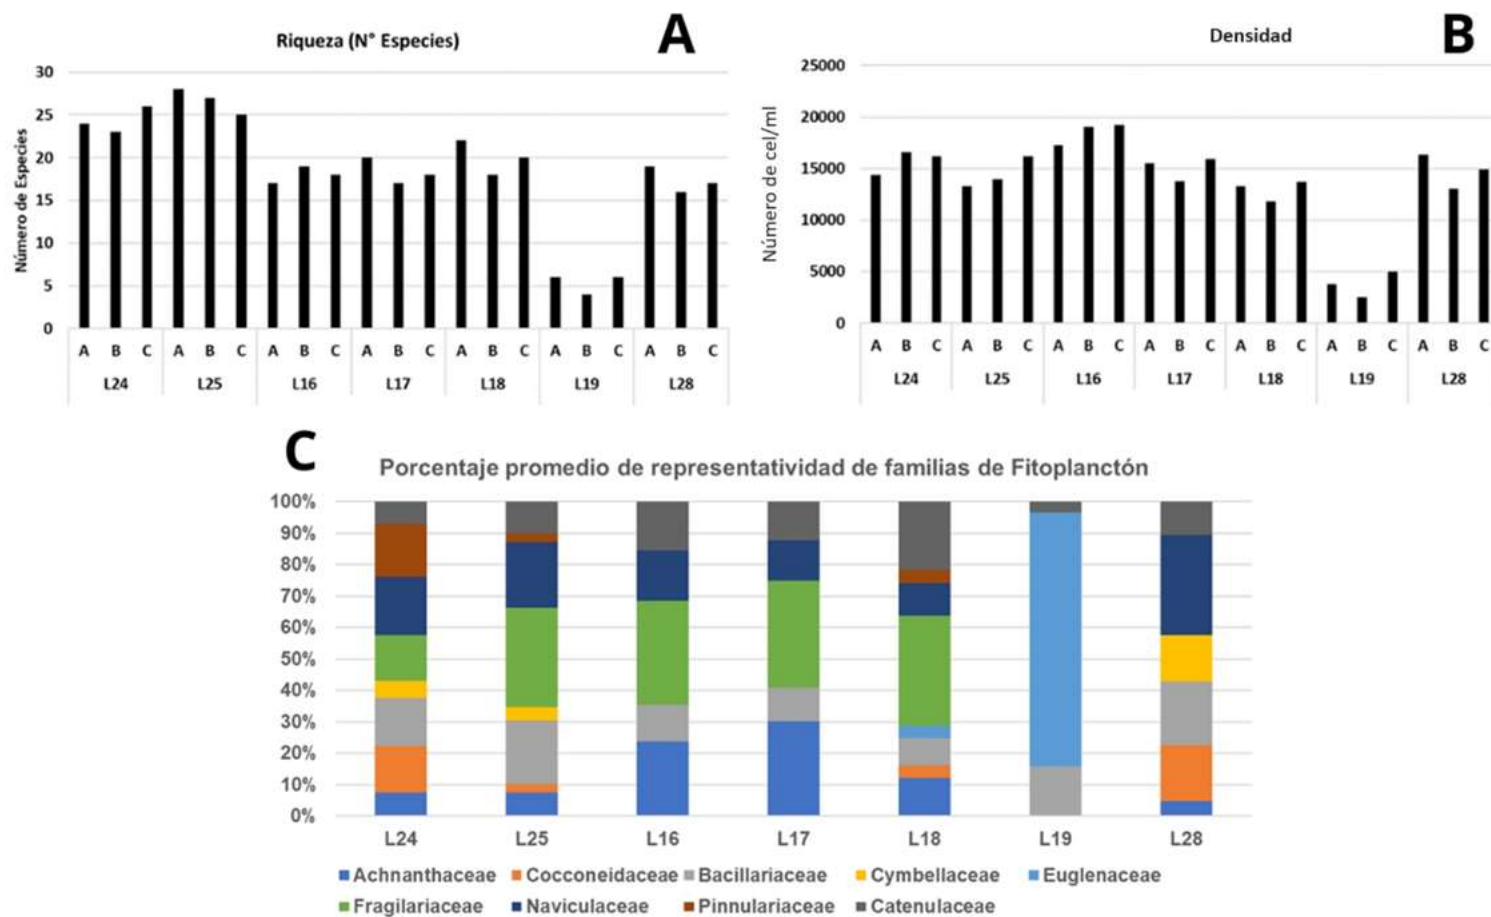 Riqueza (N° Especies)
A
Número de Especies
30
25
20
15
10
5
0
A B C A B C A B C A B C A B C A B C A B C
L24 L25 L16 L17 L18 L19 L28
Densidad
B
Número de cel/ml
25000
20000
15000
10000
5000
0
A B C A B C A B C A B C A B C A B C A B C
L24 L25 L16 L17 L18 L19 L28
C
Porcentaje promedio de representatividad de familias de Fitoplanctón
100%
90%
80%
70%
60%
50%
40%
30%
20%
10%
0%
L24 L25 L16 L17 L18 L19 L28
Achnanthaceae Cocconeidaceae Bacillariaceae Cymbellaceae Euglenaceae
Fragilariaceae Naviculaceae Pinnulariaceae Catenulaceae